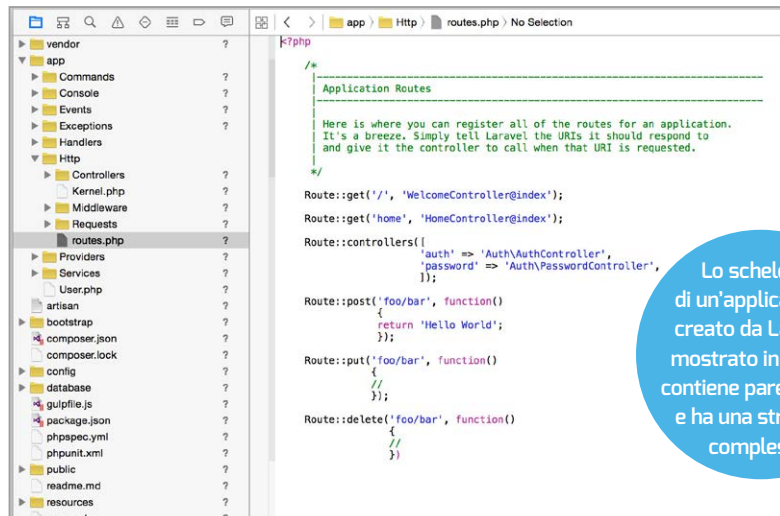 app Http routes.php No Selection
vendor ?
app
Commands ?
Console ?
Events ?
Exceptions ?
Handlers
Http
Controllers ?
Kernel.php ?
Middleware ?
Requests ?
routes.php ?
Providers ?
Services ?
User.php ?
artisan ?
bootstrap ?
composer.json ?
composer.lock ?
config ?
database ?
gulpfile.js ?
package.json ?
phpspec.yml ?
phpunit.xml ?
public ?
readme.md ?
resources ?
<?php
/*
|--------------------------------------------------------------------------
| Application Routes
|--------------------------------------------------------------------------
|
| Here is where you can register all of the routes for an application.
| It's a breeze. Simply tell Laravel the URIs it should respond to
| and give it the controller to call when that URI is requested.
|
*/
Route::get('/', 'WelcomeController@index');
Route::get('home', 'HomeController@index');
Route::controllers([
'auth' => 'Auth\AuthController',
'password' => 'Auth\PasswordController',
]);
Route::post('foo/bar', function()
{
return 'Hello World';
});
Route::put('foo/bar', function()
{
//
});
Route::delete('foo/bar', function()
{
//
})
Lo schel
di un'applica
creato da L
mostrato in
contiene par
e ha una str
comples